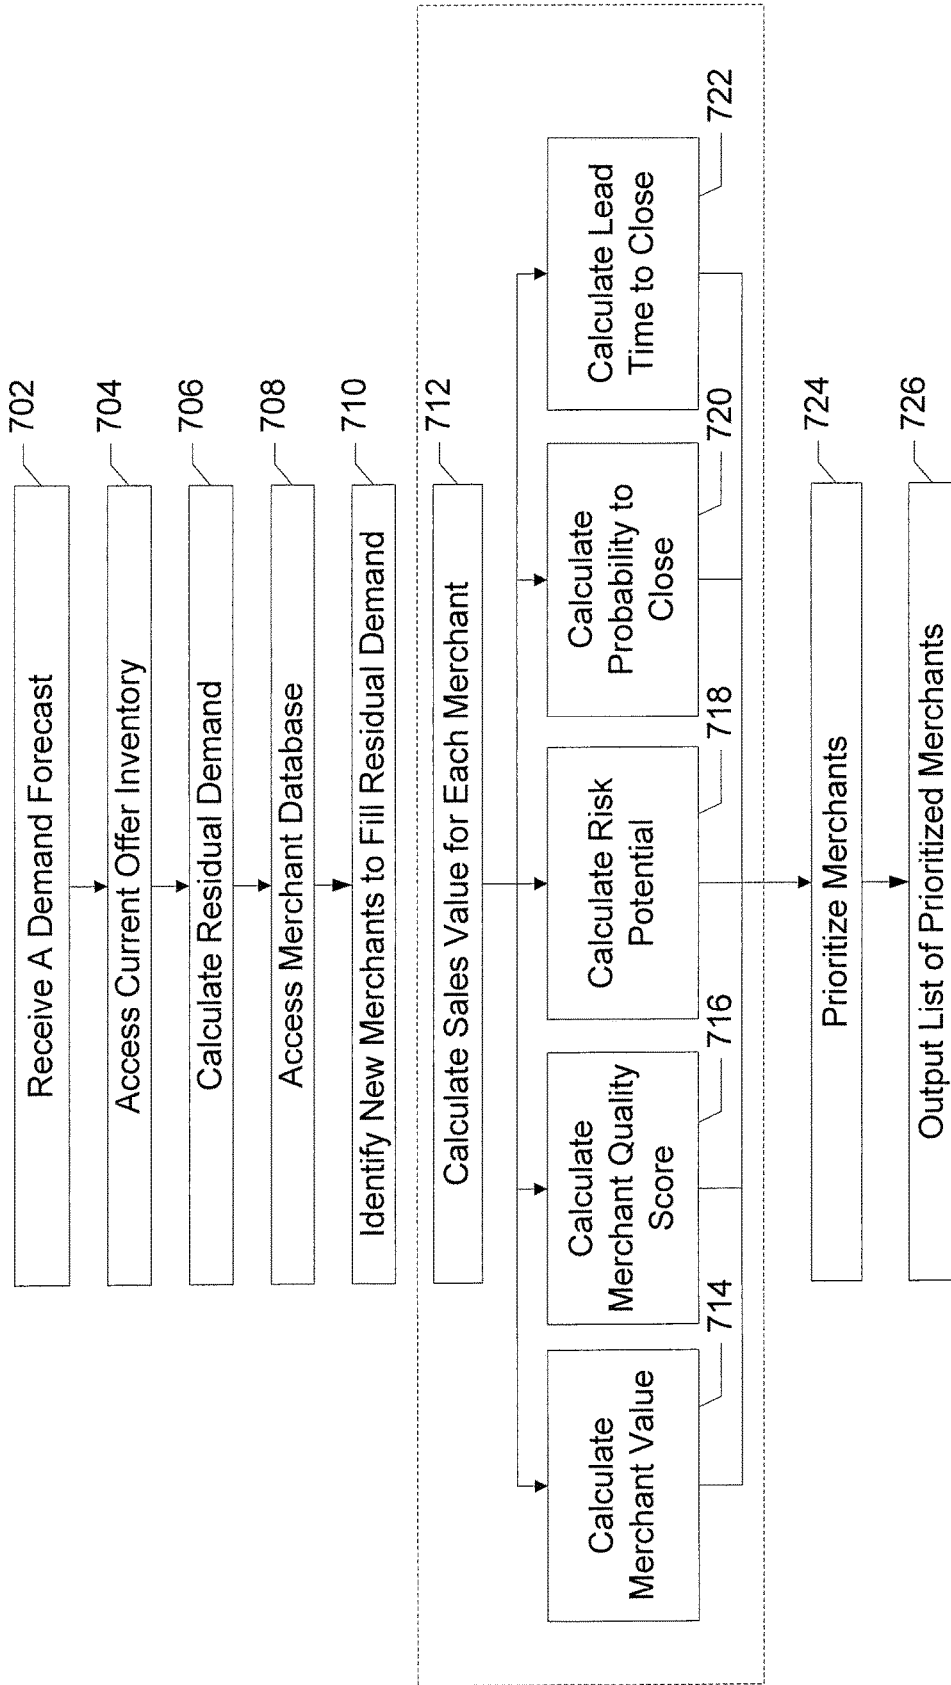 Receive A Demand Forecast
702
Access Current Offer Inventory
704
Calculate Residual Demand
706
Access Merchant Database
708
Identify New Merchants to Fill Residual Demand
710
Calculate Sales Value for Each Merchant
712
Calculate
Merchant Value
714
Calculate
Merchant Quality
Score
716
Calculate Risk
Potential
718
Calculate
Probability to
Close
720
Calculate Lead
Time to Close
722
Prioritize Merchants
724
Output List of Prioritized Merchants
726